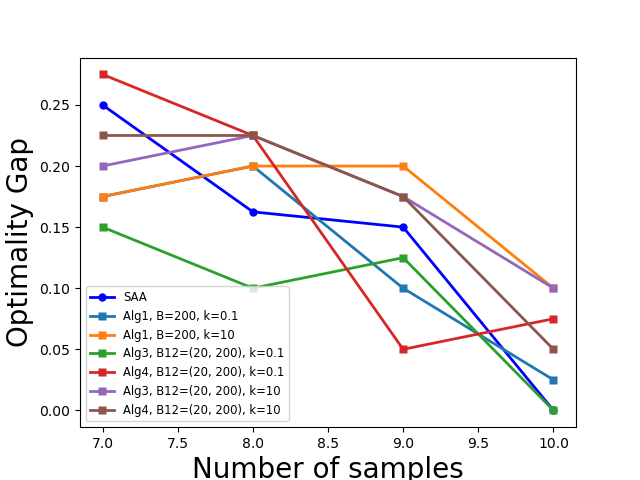 Optimality Gap
0.25
0.20
0.15
0.10
0.05
0.00
SAA
Alg1, B=200, k=0.1
Alg1, B=200, k=10
Alg3, B12=(20, 200), k=0.1
Alg4, B12=(20, 200), k=0.1
Alg3, B12=(20, 200), k=10
Alg4, B12=(20, 200), k=10
7.0 7.5 8.0 8.5 9.0 9.5 10.0
Number of samples